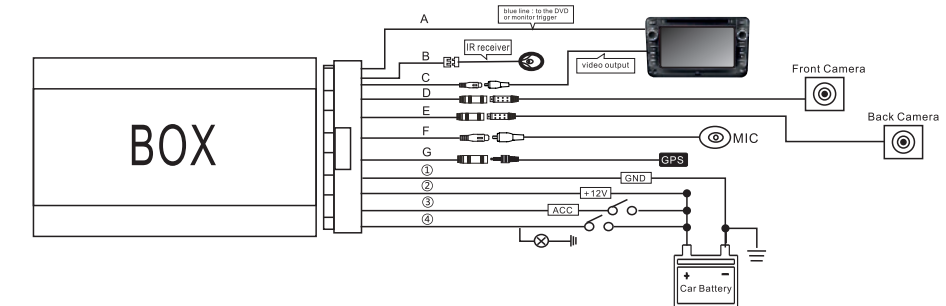 A
blue line : to the DVD
or monitor trigger
B
IR receiver
C
video output
D
Front Camera
E
Back Camera
F
MIC
G
GPS
BOX
①
GND
②
+12V
③
ACC
④
+ −
Car Battery